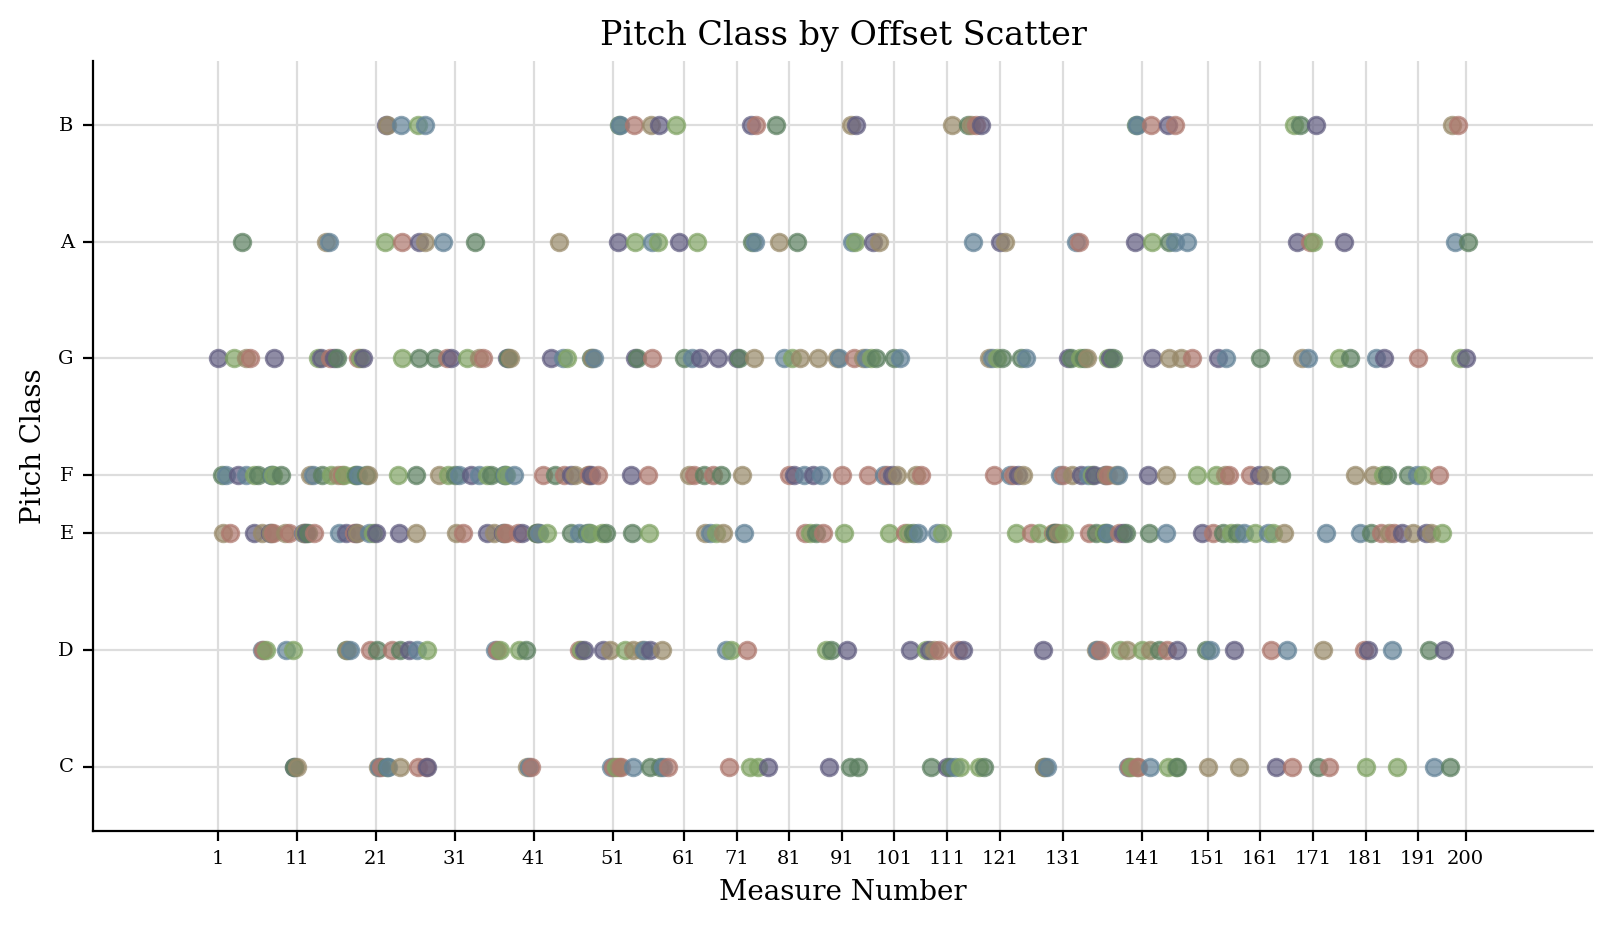 Pitch Class by Offset Scatter
B
A
G
F
E
D
C
Pitch Class
1 11 21 31 41 51 61 71 81 91 101 111 121 131 141 151 161 171 181 191 200
Measure Number